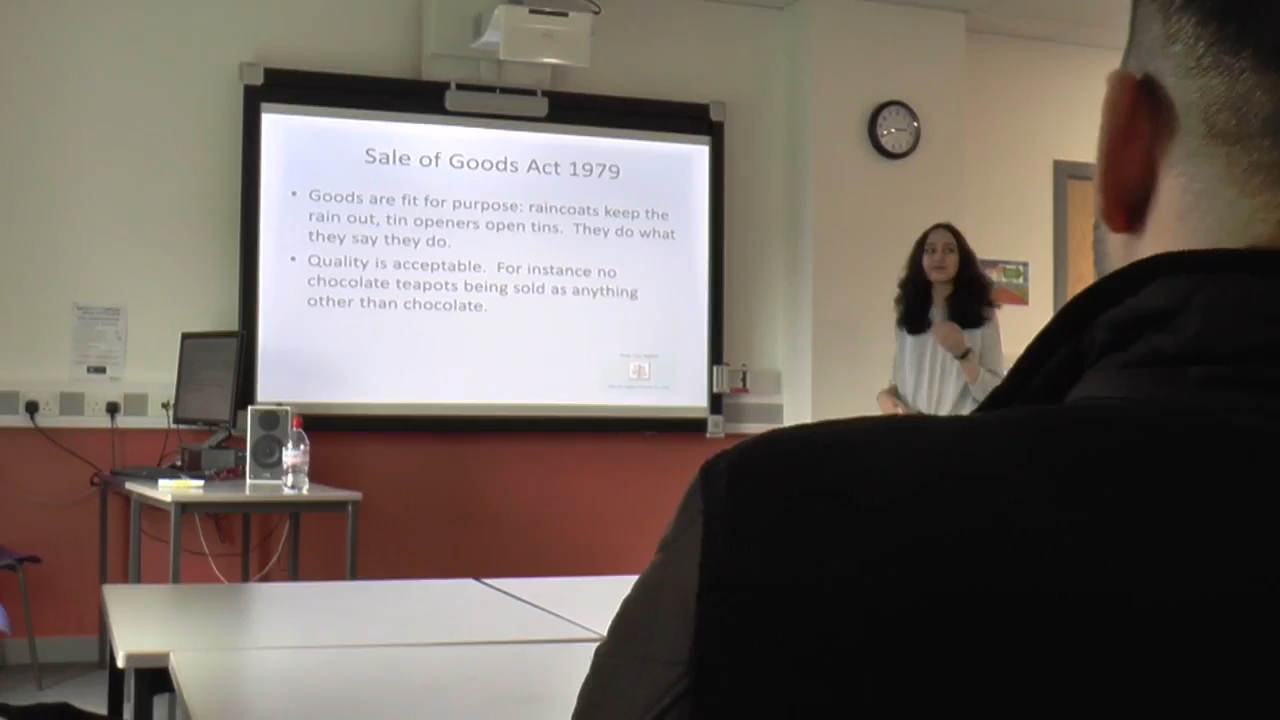 Sale of Goods Act 1979
• Goods are fit for purpose: raincoats keep the
rain out, tin openers open tins. They do what
they say they do.
• Quality is acceptable. For instance no
chocolate teapots being sold as anything
other than chocolate.